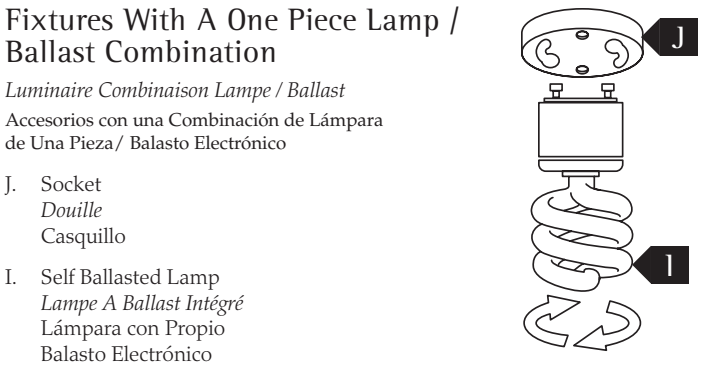 Fixtures With A One Piece Lamp /
Ballast Combination
Luminaire Combinaison Lampe / Ballast
Accesorios con una Combinación de Lámpara
de Una Pieza/ Balasto Electrónico
J. Socket
Douille
Casquillo
I. Self Ballasted Lamp
Lampe A Ballast Intégré
Lámpara con Propio
Balasto Electrónico
J
I